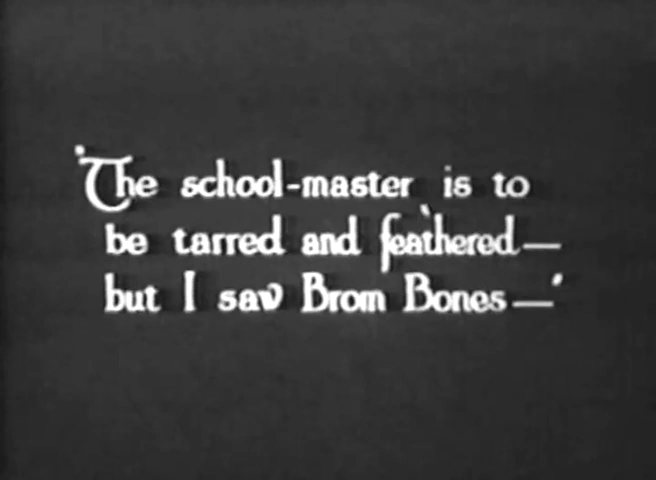 'The school-master is to
be tarred and feathered—
but I saw Brom Bones—'